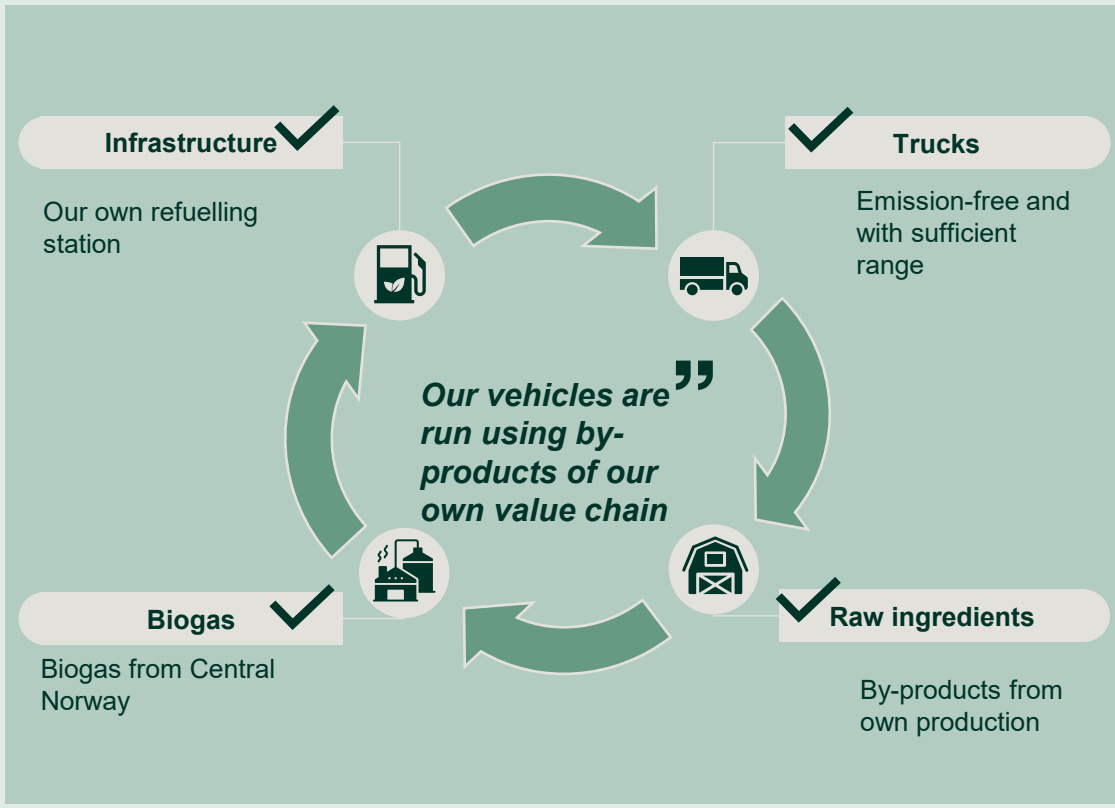 Infrastructure
Our own refuelling
station
Trucks
Emission-free and
with sufficient
range
Our vehicles are ”
run using by-
products of our
own value chain
Biogas
Biogas from Central
Norway
Raw ingredients
By-products from
own production